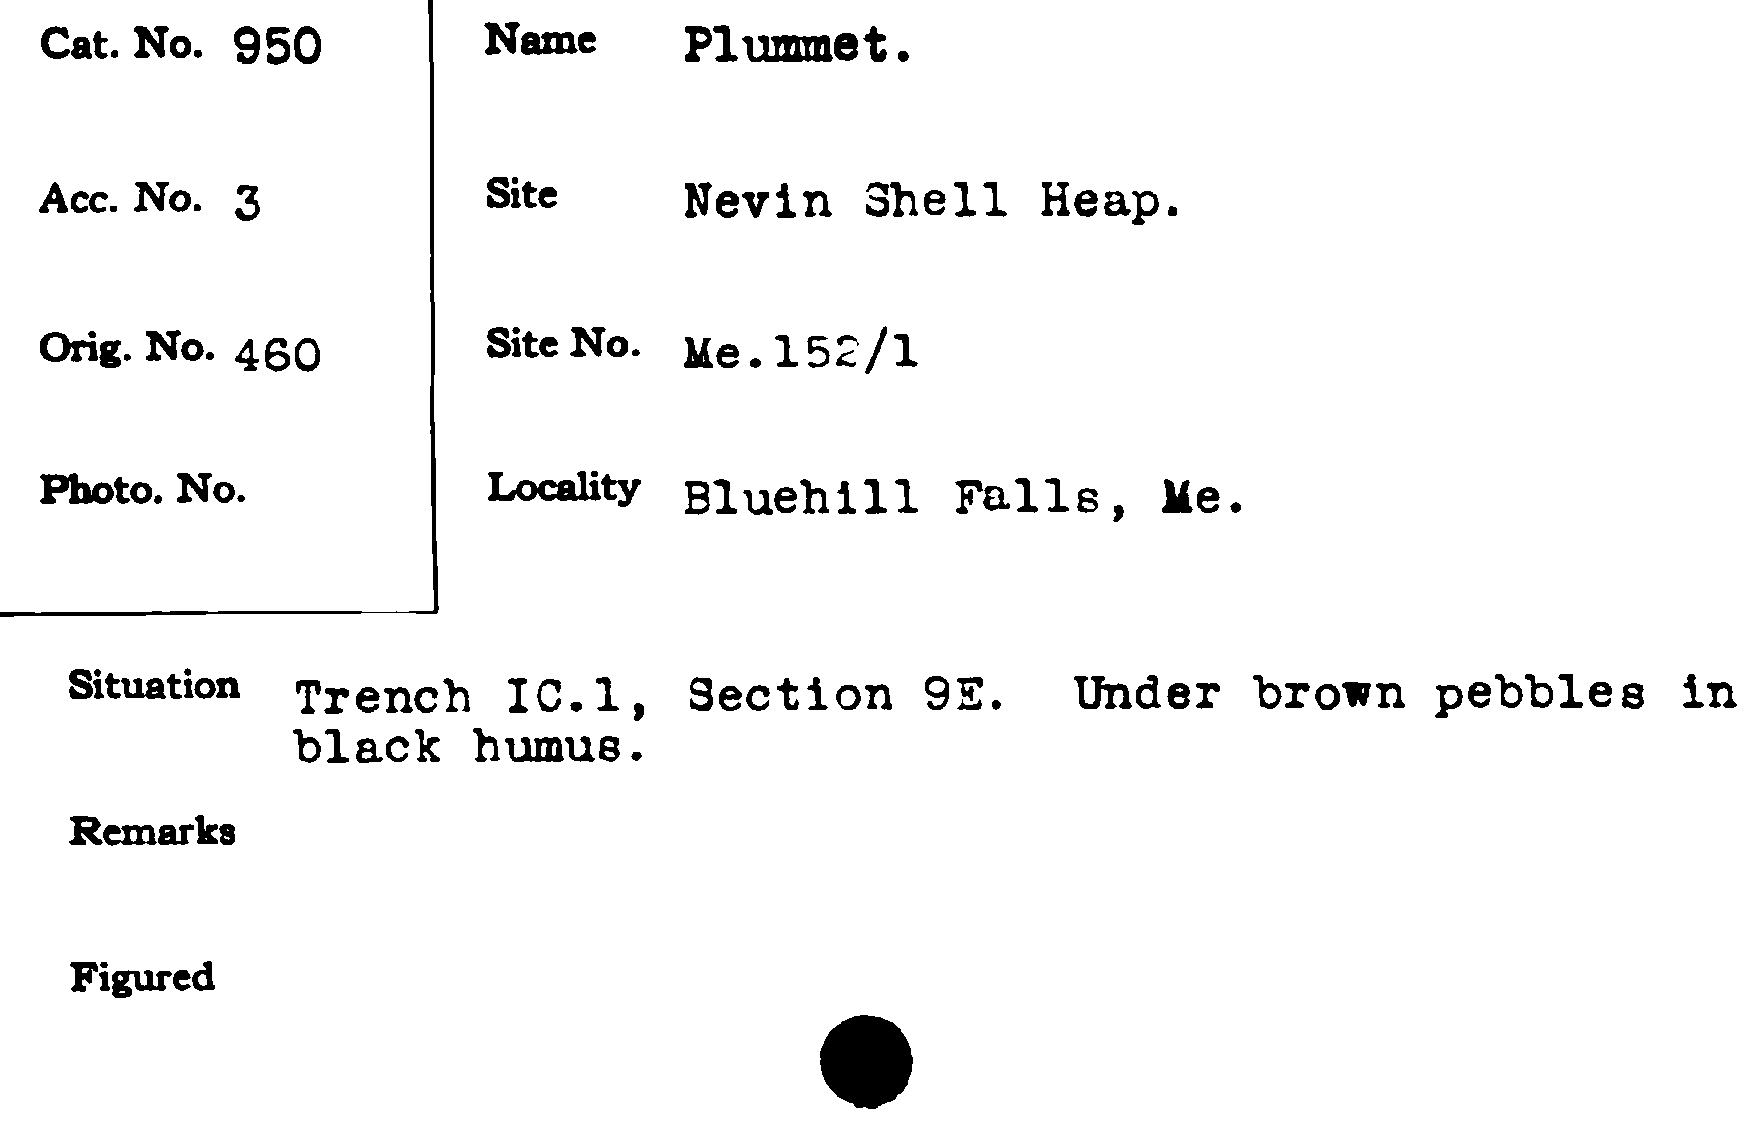 Cat. No. 950
Acc. No. 3
Orig. No. 460
Photo. No.
Name Plummet.
Site Nevin Shell Heap.
Site No. Me.152/1
Locality Bluehill Falls, Me.
Situation Trench IC.1, Section 9E. Under brown pebbles in
black humus.
Remarks
Figured